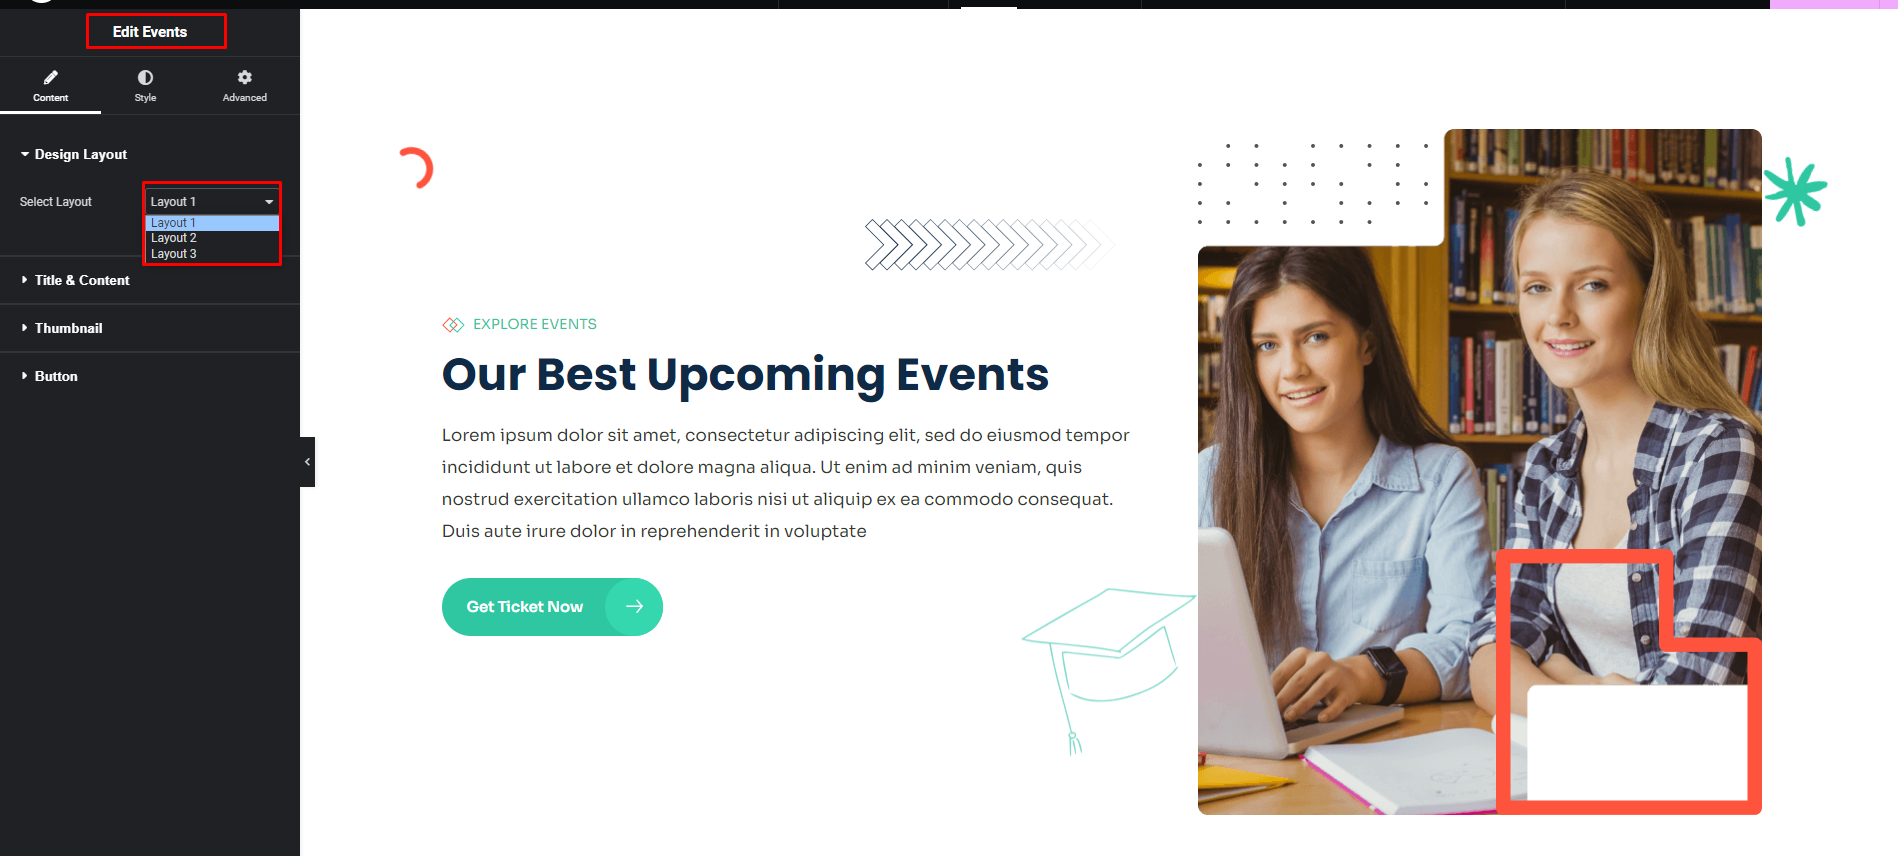 Edit Events
Content
Style
Advanced
Design Layout
Select Layout
Layout 1
Layout 1
Layout 2
Layout 3
Title & Content
Thumbnail
Button
EXPLORE EVENTS
Our Best Upcoming Events
Lorem ipsum dolor sit amet, consectetur adipiscing elit, sed do eiusmod tempor
incididunt ut labore et dolore magna aliqua. Ut enim ad minim veniam, quis
nostrud exercitation ullamco laboris nisi ut aliquip ex ea commodo consequat.
Duis aute irure dolor in reprehenderit in voluptate
Get Ticket Now